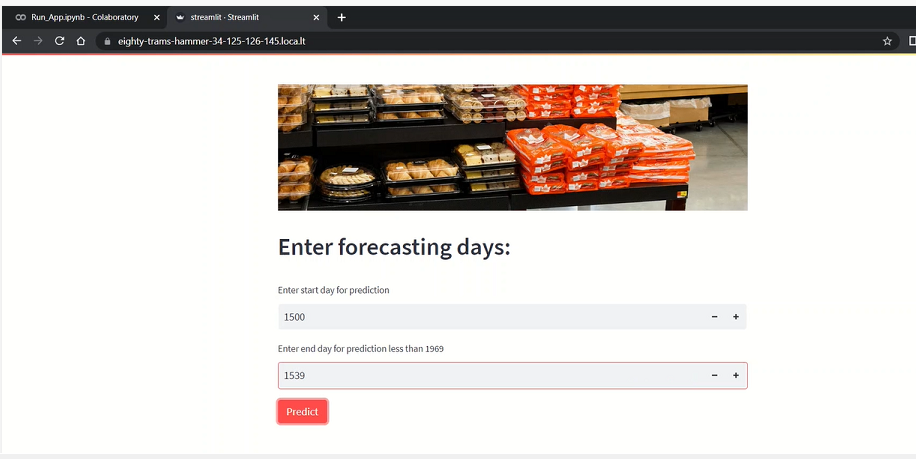 Run_App.ipynb - Colaboratory
streamlit · Streamlit
eighty-trams-hammer-34-125-126-145.loca.lt
Enter forecasting days:
Enter start day for prediction
1500
Enter end day for prediction less than 1969
1539
Predict